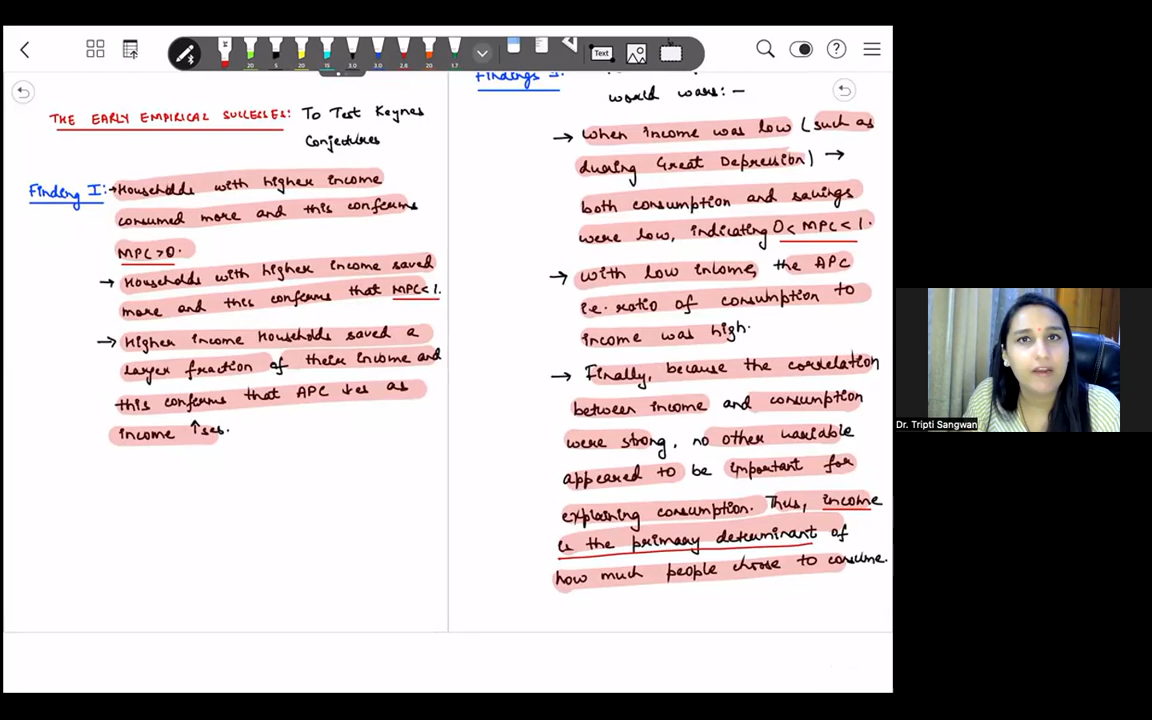 Text
THE EARLY EMPIRICAL SUCCESSES: To Test Keynes
Conjectures
Finding I: → Households with higher income
consumed more and this confirms
MPC > 0.
→ Households with higher income saved
more and this confirms that MPC < 1.
→ Higher income Households saved a
larger fraction of their income and
this confirms that APC ↓es as
income ↑ses.
world wars: -
→ When income was low (such as
during Great Depression) →
both consumption and savings
were low, indicating 0 < MPC < 1.
→ with low income, the APC
i.e. ratio of consumption to
income was high.
→ Finally, because the correlation
between income and consumption
were strong, no other variable
appeared to be important for
explaining consumption. Thus, income
is the primary determinant of
how much people choose to consume.
Dr. Tripti Sangwan